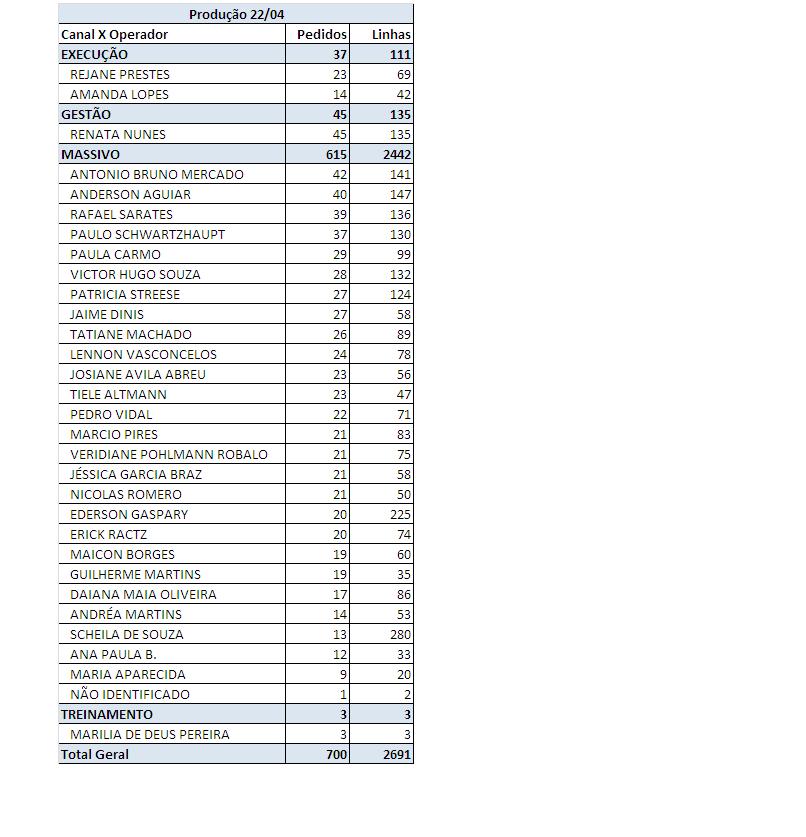 Produção 22/04
Canal X Operador Pedidos Linhas
EXECUÇÃO 37 111
REJANE PRESTES 23 69
AMANDA LOPES 14 42
GESTÃO 45 135
RENATA NUNES 45 135
MASSIVO 615 2442
ANTONIO BRUNO MERCADO 42 141
ANDERSON AGUIAR 40 147
RAFAEL SARATES 39 136
PAULO SCHWARTZHAUPT 37 130
PAULA CARMO 29 99
VICTOR HUGO SOUZA 28 132
PATRICIA STREESE 27 124
JAIME DINIS 27 58
TATIANE MACHADO 26 89
LENNON VASCONCELOS 24 78
JOSIANE AVILA ABREU 23 56
TIELE ALTMANN 23 47
PEDRO VIDAL 22 71
MARCIO PIRES 21 83
VERIDIANE POHLMANN ROBALO 21 75
JÉSSICA GARCIA BRAZ 21 58
NICOLAS ROMERO 21 50
EDERSON GASPARY 20 225
ERICK RACTZ 20 74
MAICON BORGES 19 60
GUILHERME MARTINS 19 35
DAIANA MAIA OLIVEIRA 17 86
ANDRÉA MARTINS 14 53
SCHEILA DE SOUZA 13 280
ANA PAULA B. 12 33
MARIA APARECIDA 9 20
NÃO IDENTIFICADO 1 2
TREINAMENTO 3 3
MARILIA DE DEUS PEREIRA 3 3
Total Geral 700 2691